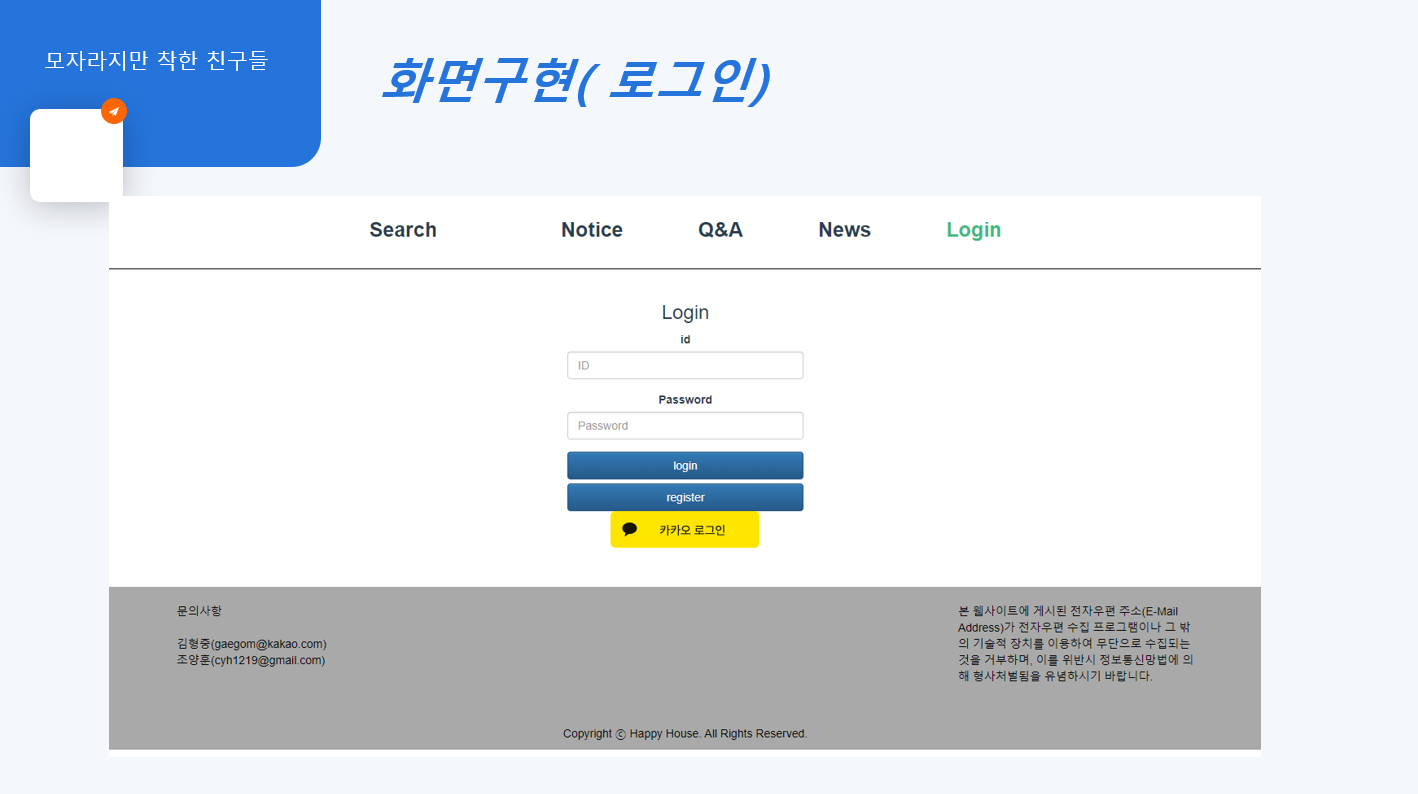 모자라지만 착한 친구들
화면구현( 로그인)
Search Notice Q&A News Login
Login
id
ID
Password
Password
login
register
카카오 로그인
문의사항
김형중(gaegom@kakao.com)
조양훈(cyh1219@gmail.com)
본 웹사이트에 게시된 전자우편 주소(E-Mail
Address)가 전자우편 수집 프로그램이나 그 밖
의 기술적 장치를 이용하여 무단으로 수집되는
것을 거부하며, 이를 위반시 정보통신망법에 의
해 형사처벌됨을 유념하시기 바랍니다.
Copyright ⓒ Happy House. All Rights Reserved.